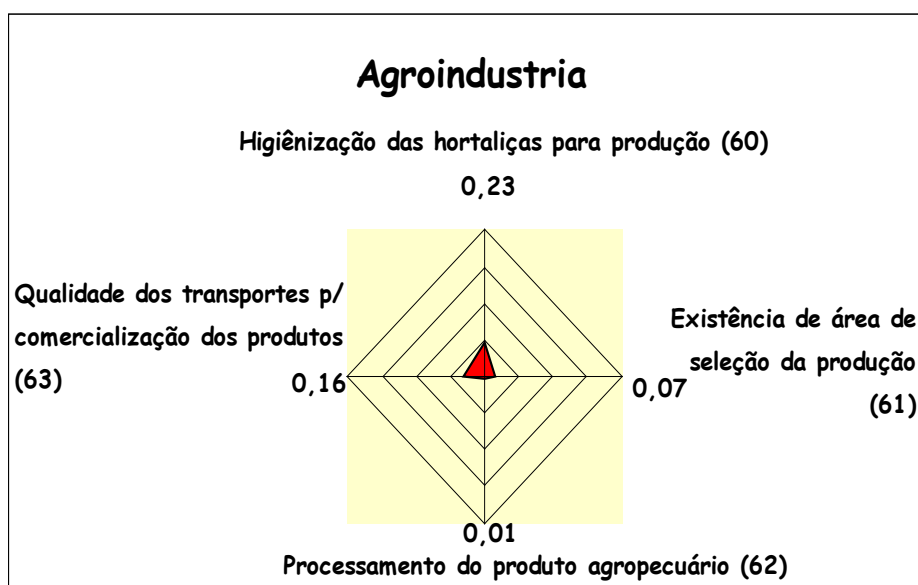 Agroindustria
Higiênização das hortaliças para produção (60)
0,23
Qualidade dos transportes p/
comercialização dos produtos
(63)
0,16
Existência de área de
seleção da produção
(61)
0,07
0,01
Processamento do produto agropecuário (62)